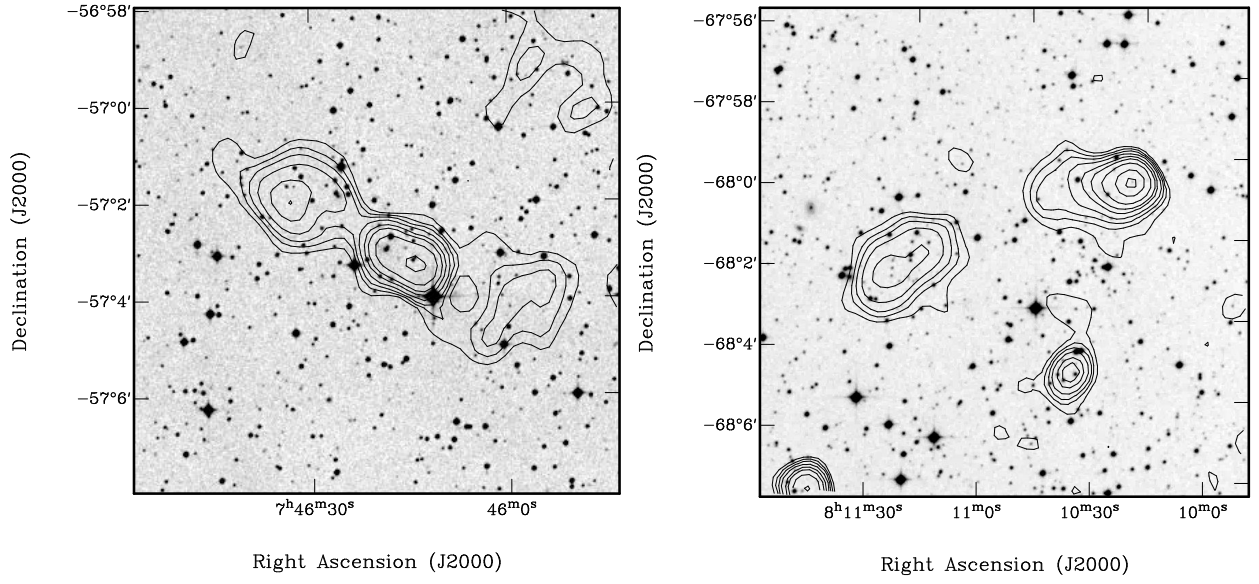 −56°58′
−57°0′
−57°2′
−57°4′
−57°6′
Declination (J2000)
7ʰ46ᵐ30ˢ 46ᵐ0ˢ
Right Ascension (J2000)
−67°56′
−67°58′
−68°0′
−68°2′
−68°4′
−68°6′
Declination (J2000)
8ʰ11ᵐ30ˢ 11ᵐ0ˢ 10ᵐ30ˢ 10ᵐ0ˢ
Right Ascension (J2000)